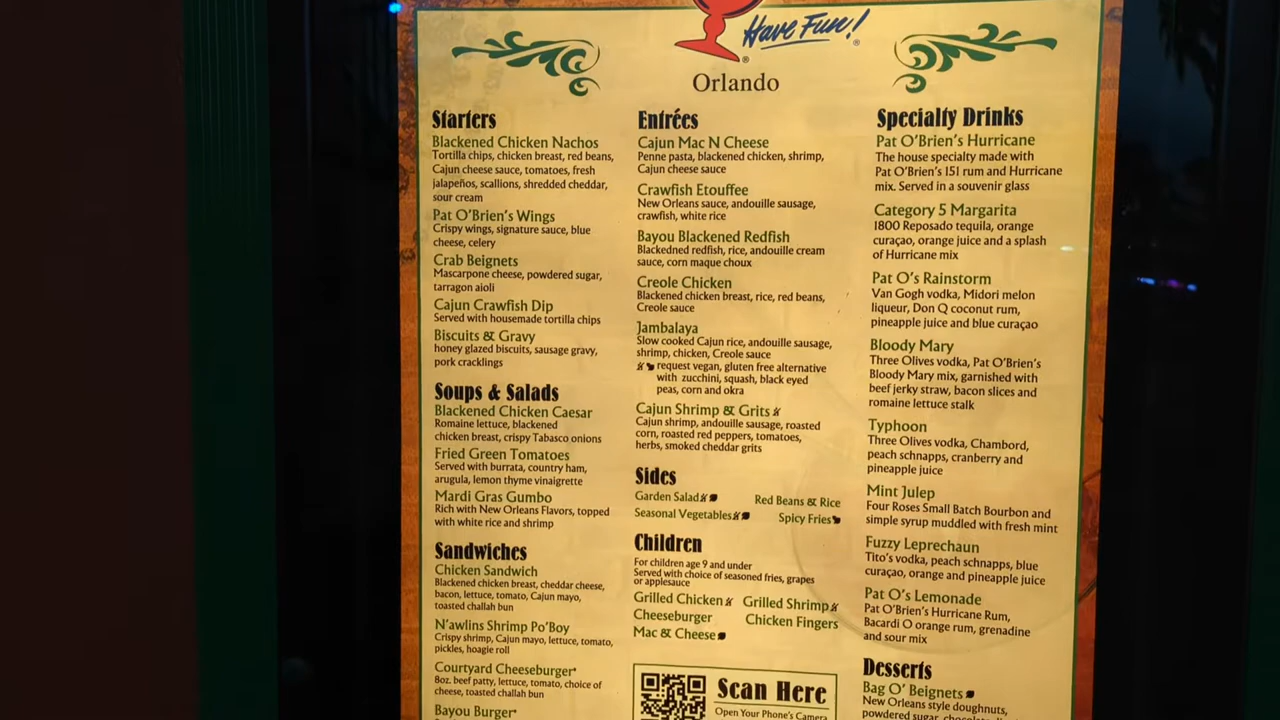 Have Fun!
®
®
Orlando
Starters
Blackened Chicken Nachos
Tortilla chips, chicken breast, red beans,
Cajun cheese sauce, tomatoes, fresh
jalapeños, scallions, shredded cheddar,
sour cream
Pat O'Brien's Wings
Crispy wings, signature sauce, blue
cheese, celery
Crab Beignets
Mascarpone cheese, powdered sugar,
tarragon aioli
Cajun Crawfish Dip
Served with housemade tortilla chips
Biscuits & Gravy
honey glazed biscuits, sausage gravy,
pork cracklings
Soups & Salads
Blackened Chicken Caesar
Romaine lettuce, blackened
chicken breast, crispy Tabasco onions
Fried Green Tomatoes
Served with burrata, country ham,
arugula, lemon thyme vinaigrette
Mardi Gras Gumbo
Rich with New Orleans Flavors, topped
with white rice and shrimp
Sandwiches
Chicken Sandwich
Blackened chicken breast, cheddar cheese,
bacon, lettuce, tomato, Cajun mayo,
toasted challah bun
N'awlins Shrimp Po'Boy
Crispy shrimp, Cajun mayo, lettuce, tomato,
pickles, hoagie roll
Courtyard Cheeseburger*
8oz. beef patty, lettuce, tomato, choice of
cheese, toasted challah bun
Bayou Burger*
Entrées
Cajun Mac N Cheese
Penne pasta, blackened chicken, shrimp,
Cajun cheese sauce
Crawfish Etouffee
New Orleans sauce, andouille sausage,
crawfish, white rice
Bayou Blackened Redfish
Blackedned redfish, rice, andouille cream
sauce, corn maque choux
Creole Chicken
Blackened chicken breast, rice, red beans,
Creole sauce
Jambalaya
Slow cooked Cajun rice, andouille sausage,
shrimp, chicken, Creole sauce
request vegan, gluten free alternative
with zucchini, squash, black eyed
peas, corn and okra
Cajun Shrimp & Grits
Cajun shrimp, andouille sausage, roasted
corn, roasted red peppers, tomatoes,
herbs, smoked cheddar grits
Sides
Garden Salad Red Beans & Rice
Seasonal Vegetables Spicy Fries
Children
For children age 9 and under
Served with choice of seasoned fries, grapes
or applesauce
Grilled Chicken Grilled Shrimp
Cheeseburger Chicken Fingers
Mac & Cheese
Scan Here
Open Your Phone's Camera
Specialty Drinks
Pat O'Brien's Hurricane
The house specialty made with
Pat O'Brien's 151 rum and Hurricane
mix. Served in a souvenir glass
Category 5 Margarita
1800 Reposado tequila, orange
curaçao, orange juice and a splash
of Hurricane mix
Pat O's Rainstorm
Van Gogh vodka, Midori melon
liqueur, Don Q coconut rum,
pineapple juice and blue curaçao
Bloody Mary
Three Olives vodka, Pat O'Brien's
Bloody Mary mix, garnished with
beef jerky straw, bacon slices and
romaine lettuce stalk
Typhoon
Three Olives vodka, Chambord,
peach schnapps, cranberry and
pineapple juice
Mint Julep
Four Roses Small Batch Bourbon and
simple syrup muddled with fresh mint
Fuzzy Leprechaun
Tito's vodka, peach schnapps, blue
curaçao, orange and pineapple juice
Pat O's Lemonade
Pat O'Brien's Hurricane Rum,
Bacardi O orange rum, grenadine
and sour mix
Desserts
Bag O' Beignets
New Orleans style doughnuts,
powdered sugar, chocolate